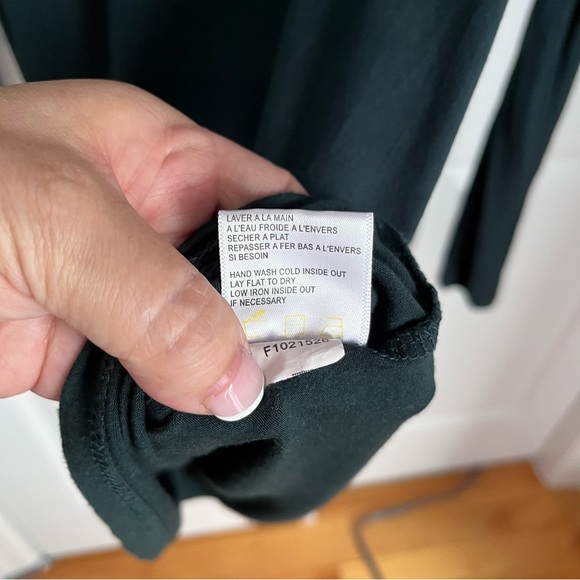 LAVER A LA MAIN
A L'EAU FROIDE A L'ENVERS
SECHER A PLAT
REPASSER A FER BAS A L'ENVERS
SI BESOIN
HAND WASH COLD INSIDE OUT
LAY FLAT TO DRY
LOW IRON INSIDE OUT
IF NECESSARY